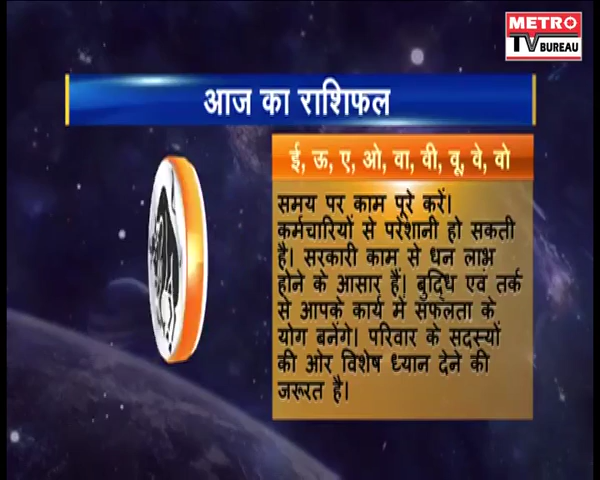 METRO
TV BUREAU
आज का राशिफल
ई, ऊ, ए, ओ, वा, वी, वू, वे, वो
समय पर काम पूरे करें।
कर्मचारियों से परेशानी हो सकती
है। सरकारी काम से धन लाभ
होने के आसार हैं। बुद्धि एवं तर्क
से आपके कार्य में सफलता के
योग बनेंगे। परिवार के सदस्यों
की ओर विशेष ध्यान देने की
जरूरत है।